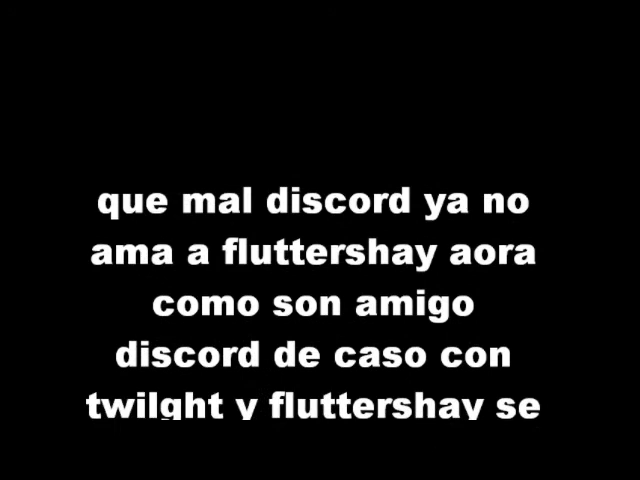 que mal discord ya no
ama a fluttershay aora
como son amigo
discord de caso con
twilght y fluttershay se